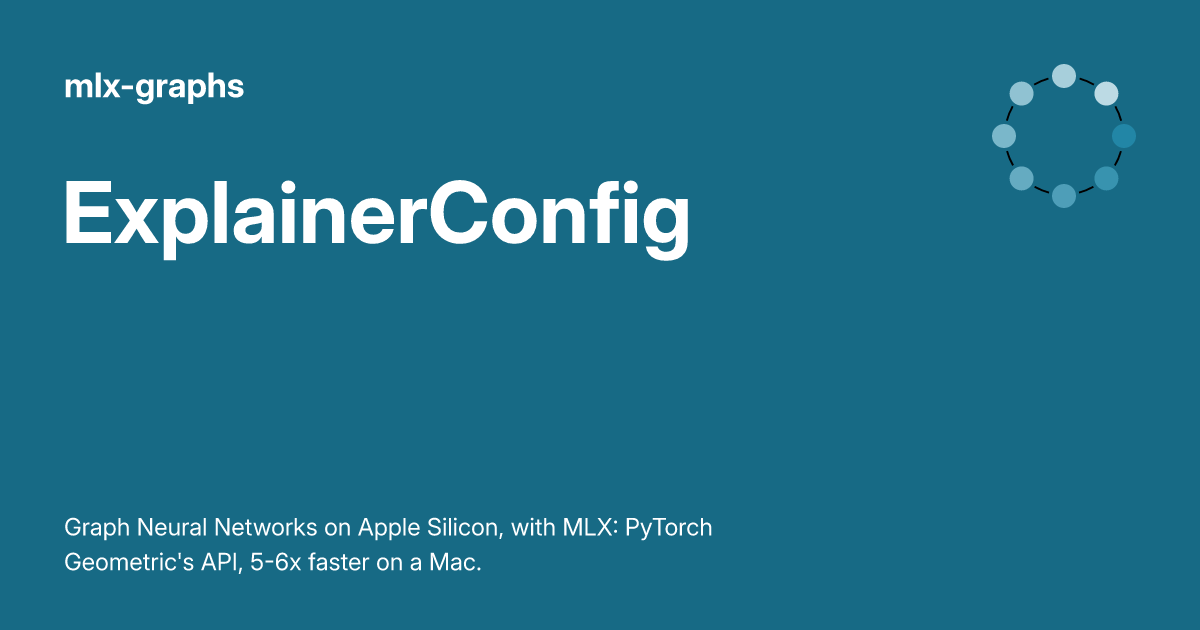 mlx-graphs
ExplainerConfig
Graph Neural Networks on Apple Silicon, with MLX: PyTorch
Geometric's API, 5-6x faster on a Mac.